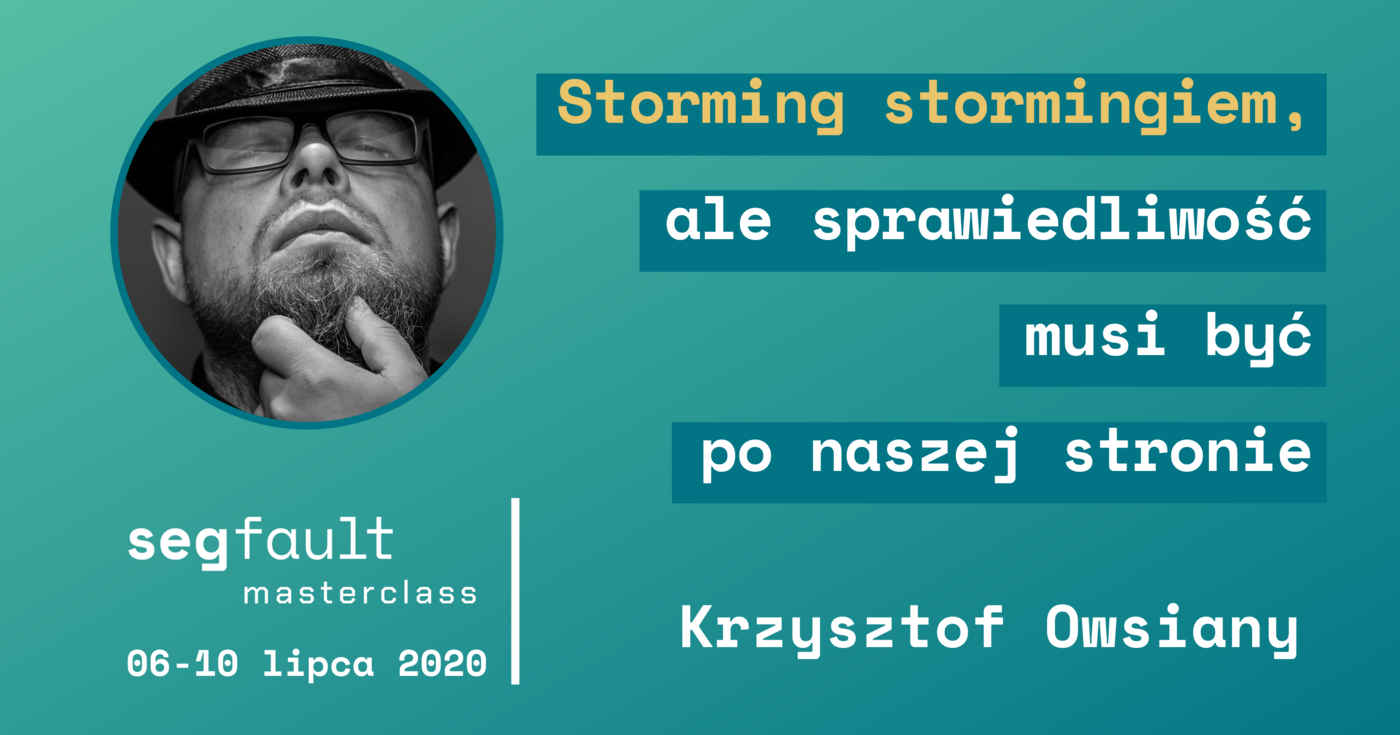 Storming stormingiem,
ale sprawiedliwość
musi być
po naszej stronie
Krzysztof Owsiany
segfault
masterclass
06-10 lipca 2020